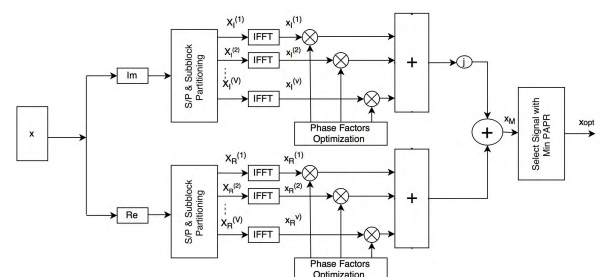 x
Im
Re
S/P & Subblock
Partitioning
X_I^(1)
X_I^(2)
X_I^(V)
IFFT
IFFT
IFFT
x_I^(1)
x_I^(2)
x_I^(v)
Phase Factors
Optimization
+
j
S/P & Subblock
Partitioning
X_R^(1)
X_R^(2)
X_R^(V)
IFFT
IFFT
IFFT
x_R^(1)
x_R^(2)
x_R^v)
Phase Factors
Optimization
+
+
x_M
Select Signal with
Min PAPR
xopt